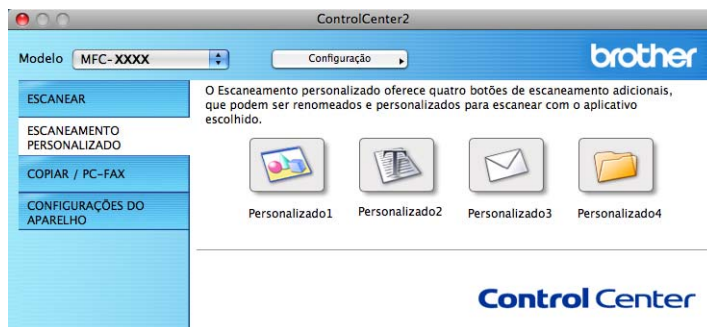 ControlCenter2
Modelo MFC-XXXX Configuração brother
ESCANEAR
ESCANEAMENTO
PERSONALIZADO
COPIAR / PC-FAX
CONFIGURAÇÕES DO
APARELHO
O Escaneamento personalizado oferece quatro botões de escaneamento adicionais,
que podem ser renomeados e personalizados para escanear com o aplicativo
escolhido.
Personalizado1 Personalizado2 Personalizado3 Personalizado4
Control Center